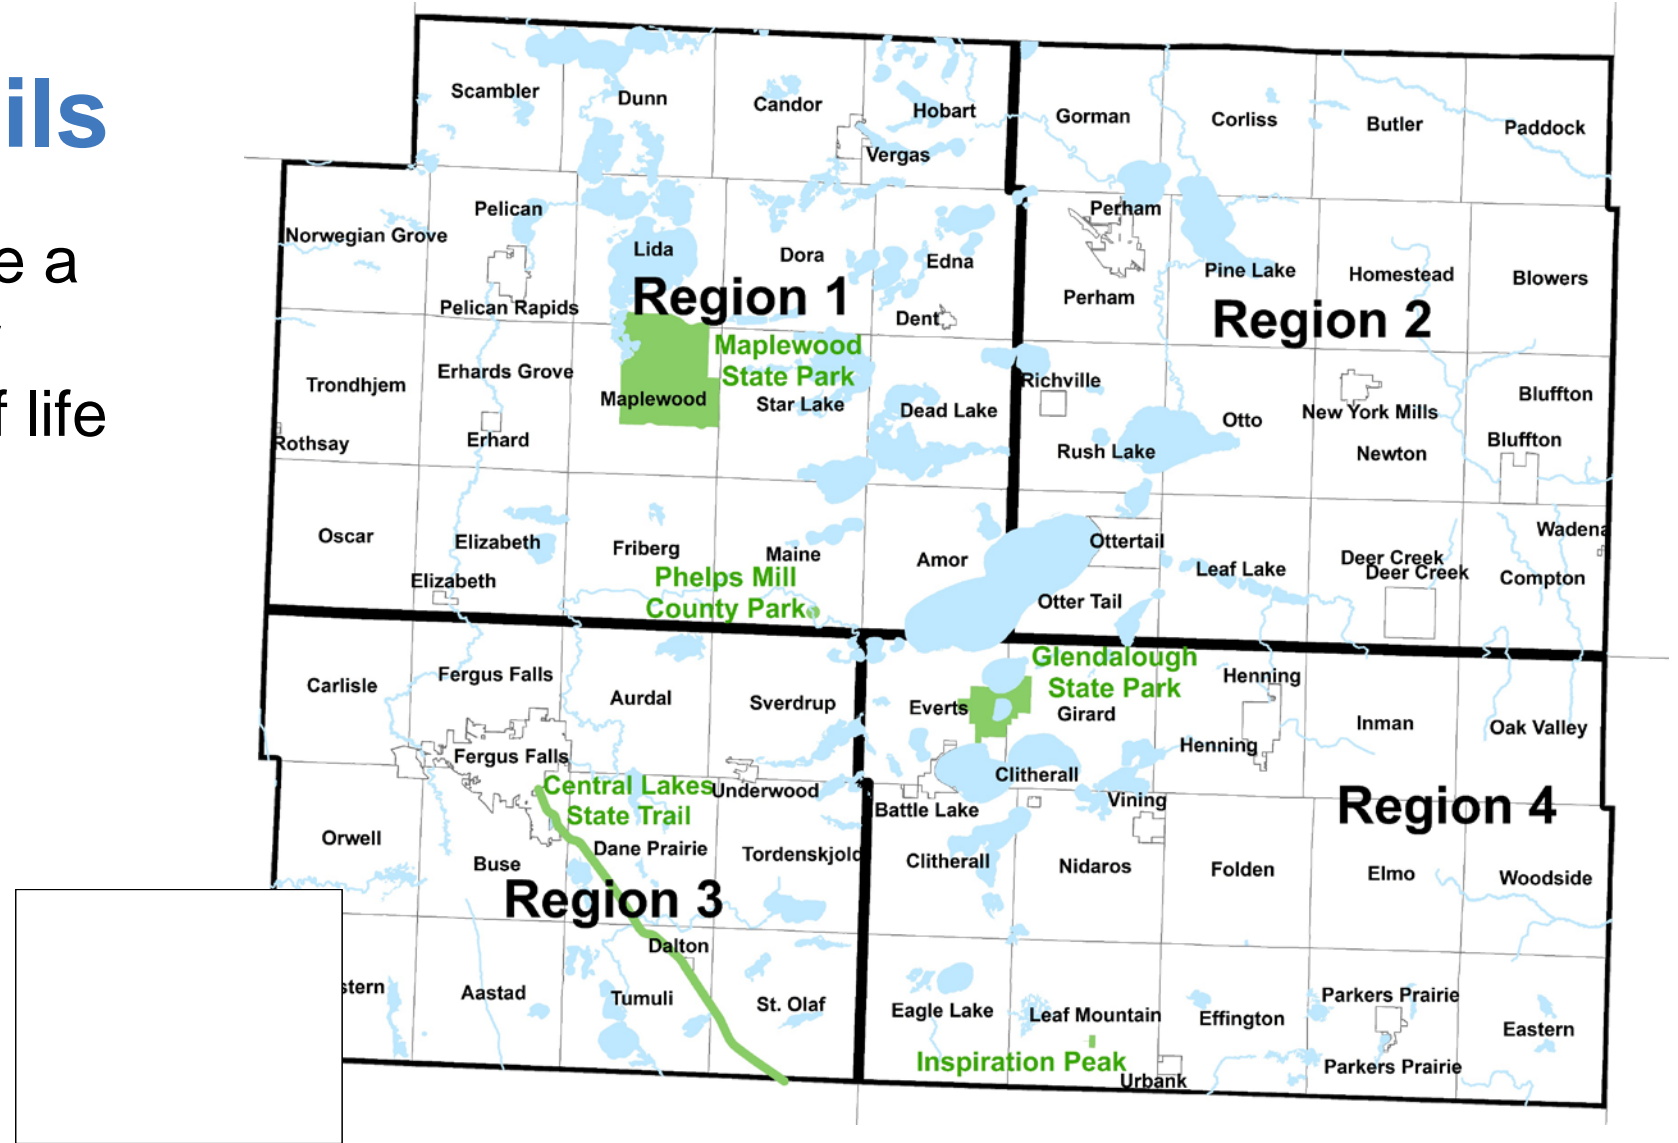 ils
e a
f life
Scambler
Dunn
Candor
Hobart
Vergas
Gorman
Corliss
Butler
Paddock
Norwegian Grove
Pelican
Pelican Rapids
Lida
Dora
Edna
Dent
Region 1
Perham
Perham
Pine Lake
Homestead
Blowers
Region 2
Trondhjem
Erhards Grove
Maplewood
Maplewood
State Park
Star Lake
Dead Lake
Richville
Rush Lake
Otto
New York Mills
Newton
Bluffton
Bluffton
Rothsay
Erhard
Oscar
Elizabeth
Elizabeth
Friberg
Maine
Phelps Mill
County Park
Amor
Ottertail
Otter Tail
Leaf Lake
Deer Creek
Deer Creek
Wadena
Compton
Carlisle
Fergus Falls
Fergus Falls
Aurdal
Sverdrup
Everts
Glendalough
State Park
Girard
Henning
Henning
Inman
Oak Valley
Central Lakes
State Trail
Underwood
Battle Lake
Clitherall
Clitherall
Vining
Region 4
Orwell
Buse
Dane Prairie
Tordenskjold
Nidaros
Folden
Elmo
Woodside
Region 3
Dalton
stern
Aastad
Tumuli
St. Olaf
Eagle Lake
Leaf Mountain
Effington
Parkers Prairie
Parkers Prairie
Eastern
Inspiration Peak
Urbank